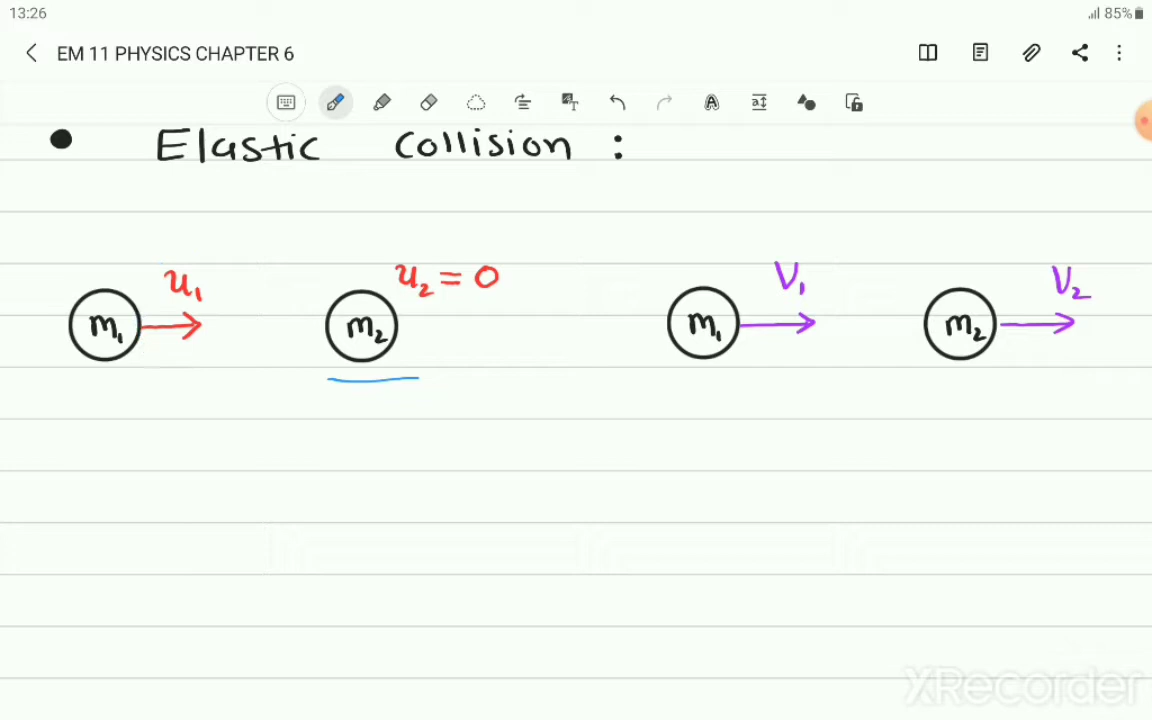 13:26
85%
EM 11 PHYSICS CHAPTER 6
• Elastic Collision :
u₁ u₂ = 0 V₁ V₂
m₁ m₂ m₁ m₂
XRecorder